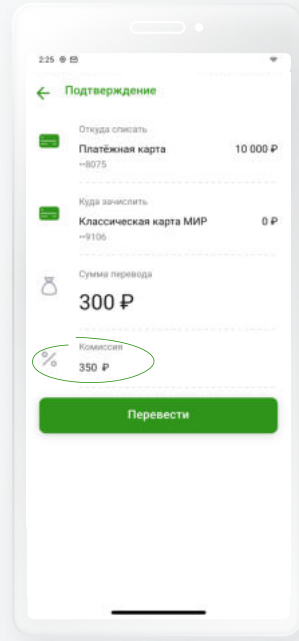 2:25
Подтверждение
Откуда списать
Платёжная карта 10 000 ₽
··8075
Куда зачислить
Классическая карта МИР 0 ₽
··9106
Сумма перевода
300 ₽
Комиссия
350 ₽
Перевести